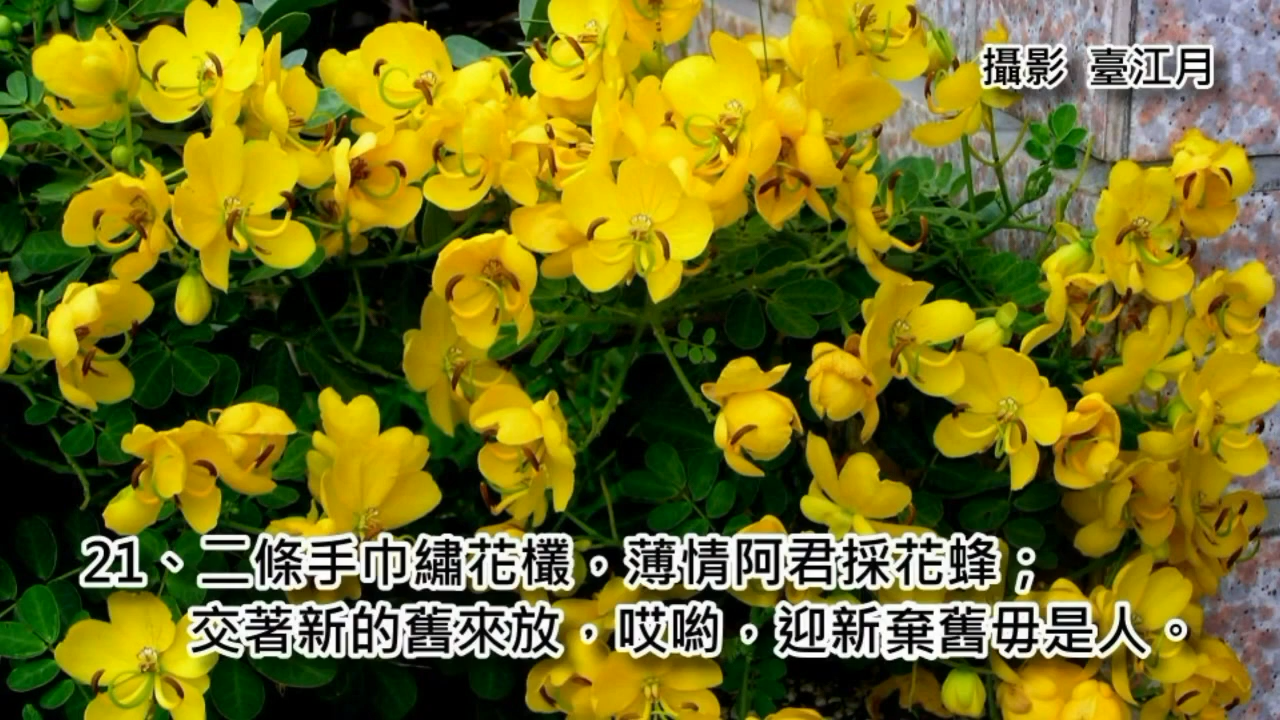 攝影 臺江月
21、二條手巾繡花欉，薄情阿君採花蜂；
交著新的舊來放，哎喲，迎新棄舊毋是人。